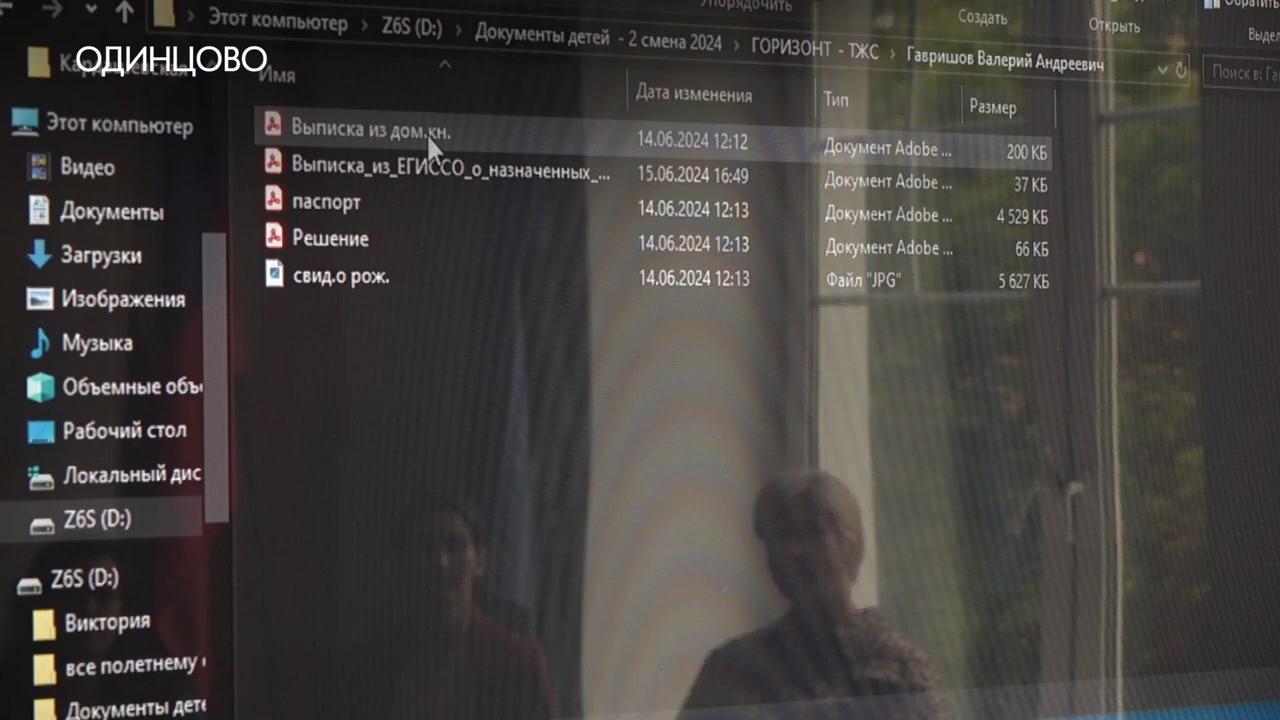 Упорядочить
Создать
Открыть
Этот компьютер > Z6S (D:) > Документы детей - 2 смена 2024 > ГОРИЗОНТ - ТЖС > Гавришов Валерий Андреевич
Поиск в: Га
ОДИНЦОВО
Имя
Дата изменения
Тип
Размер
Выписка из дом.кн.
14.06.2024 12:12
Документ Adobe ...
200 КБ
Выписка_из_ЕГИССО_о_назначенных_...
15.06.2024 16:49
Документ Adobe ...
37 КБ
паспорт
14.06.2024 12:13
Документ Adobe ...
4 529 КБ
Решение
14.06.2024 12:13
Документ Adobe ...
66 КБ
свид.о рож.
14.06.2024 12:13
Файл "JPG"
5 627 КБ
Этот компьютер
Видео
Документы
Загрузки
Изображения
Музыка
Объемные объ
Рабочий стол
Локальный дис
Z6S (D:)
Z6S (D:)
Виктория
все полетнему
Документы дете